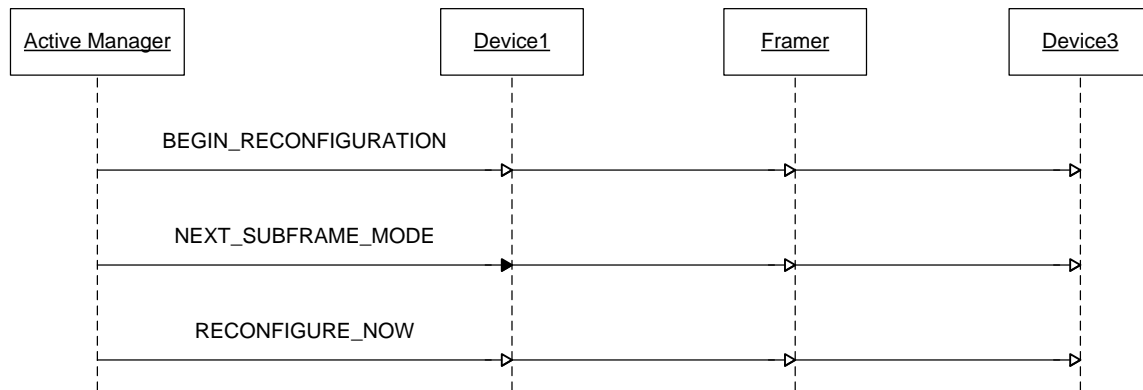 Active Manager
Device1
Framer
Device3
BEGIN_RECONFIGURATION
NEXT_SUBFRAME_MODE
RECONFIGURE_NOW